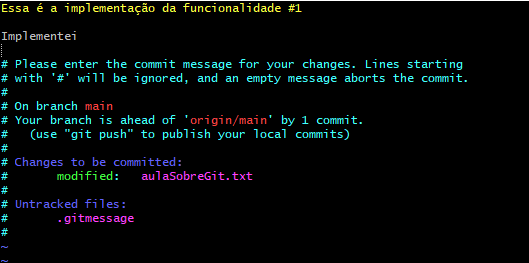 Essa é a implementação da funcionalidade #1
Implementei
# Please enter the commit message for your changes. Lines starting
# with '#' will be ignored, and an empty message aborts the commit.
#
# On branch main
# Your branch is ahead of 'origin/main' by 1 commit.
#   (use "git push" to publish your local commits)
#
# Changes to be committed:
#       modified:   aulaSobreGit.txt
#
# Untracked files:
#       .gitmessage
#
~
~